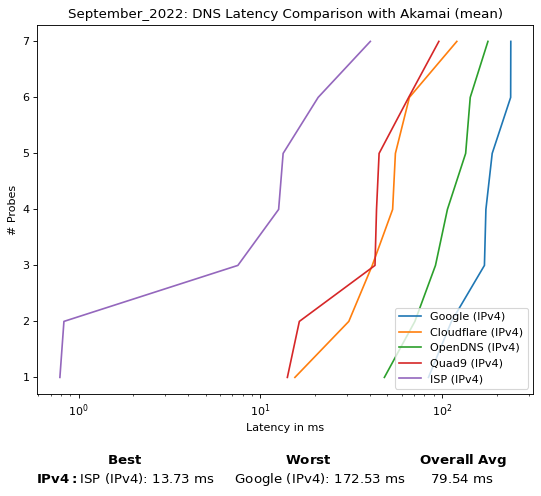 September_2022: DNS Latency Comparison with Akamai (mean)
7
6
5
4
3
2
1
# Probes
Google (IPv4)
Cloudflare (IPv4)
OpenDNS (IPv4)
Quad9 (IPv4)
ISP (IPv4)
10⁰ 10¹ 10²
Latency in ms
Best Worst Overall Avg
IPv4: ISP (IPv4): 13.73 ms Google (IPv4): 172.53 ms 79.54 ms